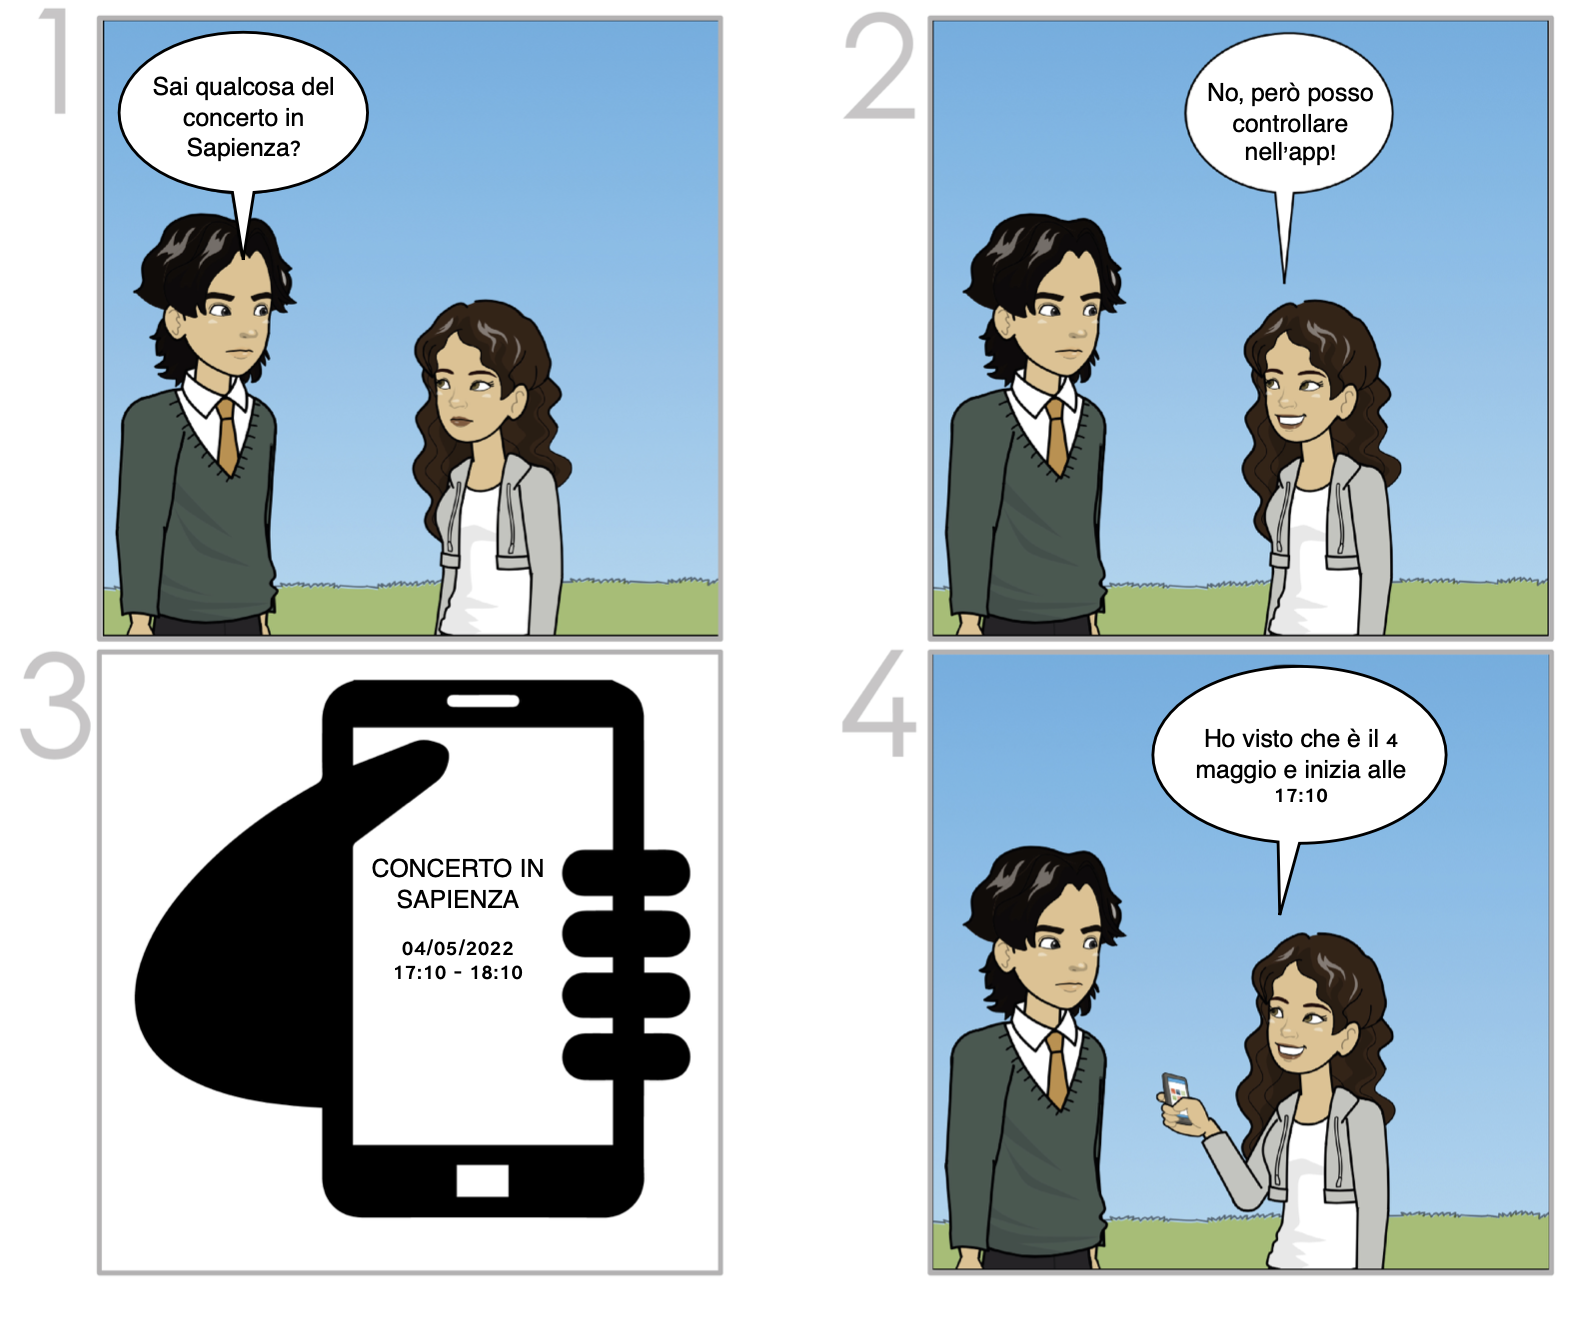 1
Sai qualcosa del
concerto in
Sapienza?
2
No, però posso
controllare
nell'app!
3
CONCERTO IN
SAPIENZA
04/05/2022
17:10 - 18:10
4
Ho visto che è il 4
maggio e inizia alle
17:10